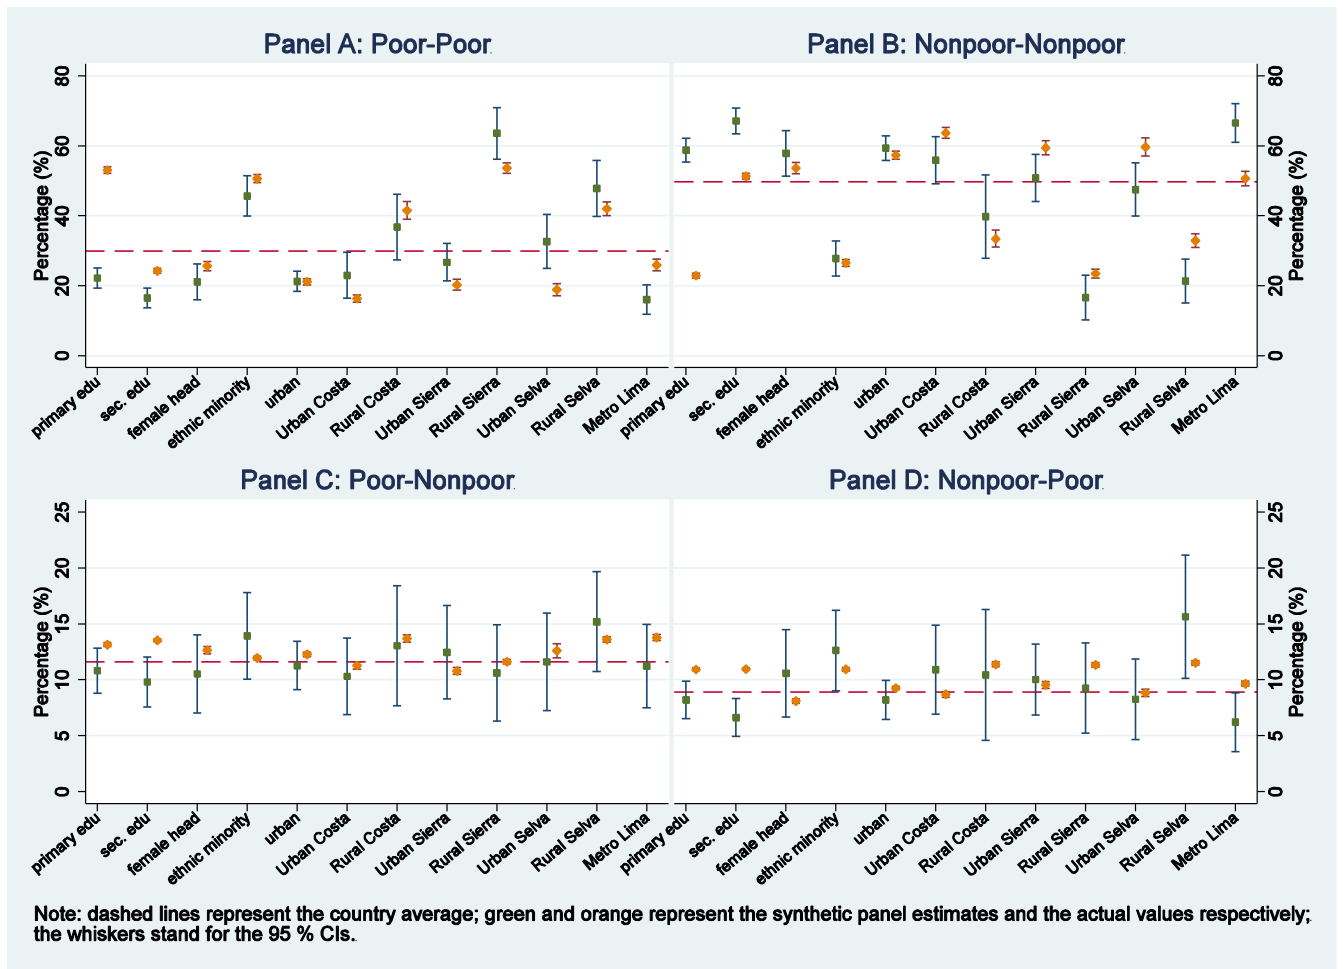 Panel A: Poor-Poor
Panel B: Nonpoor-Nonpoor
Percentage (%)
80
60
40
20
0
primary edu
sec. edu
female head
ethnic minority
urban
Urban Costa
Rural Costa
Urban Sierra
Rural Sierra
Urban Selva
Rural Selva
Metro Lima
80
60
40
20
0
Percentage (%)
primary edu
sec. edu
female head
ethnic minority
urban
Urban Costa
Rural Costa
Urban Sierra
Rural Sierra
Urban Selva
Rural Selva
Metro Lima
Panel C: Poor-Nonpoor
Panel D: Nonpoor-Poor
Percentage (%)
25
20
15
10
5
0
primary edu
sec. edu
female head
ethnic minority
urban
Urban Costa
Rural Costa
Urban Sierra
Rural Sierra
Urban Selva
Rural Selva
Metro Lima
25
20
15
10
5
0
Percentage (%)
primary edu
sec. edu
female head
ethnic minority
urban
Urban Costa
Rural Costa
Urban Sierra
Rural Sierra
Urban Selva
Rural Selva
Metro Lima
Note: dashed lines represent the country average; green and orange represent the synthetic panel estimates and the actual values respectively;
the whiskers stand for the 95 % CIs.